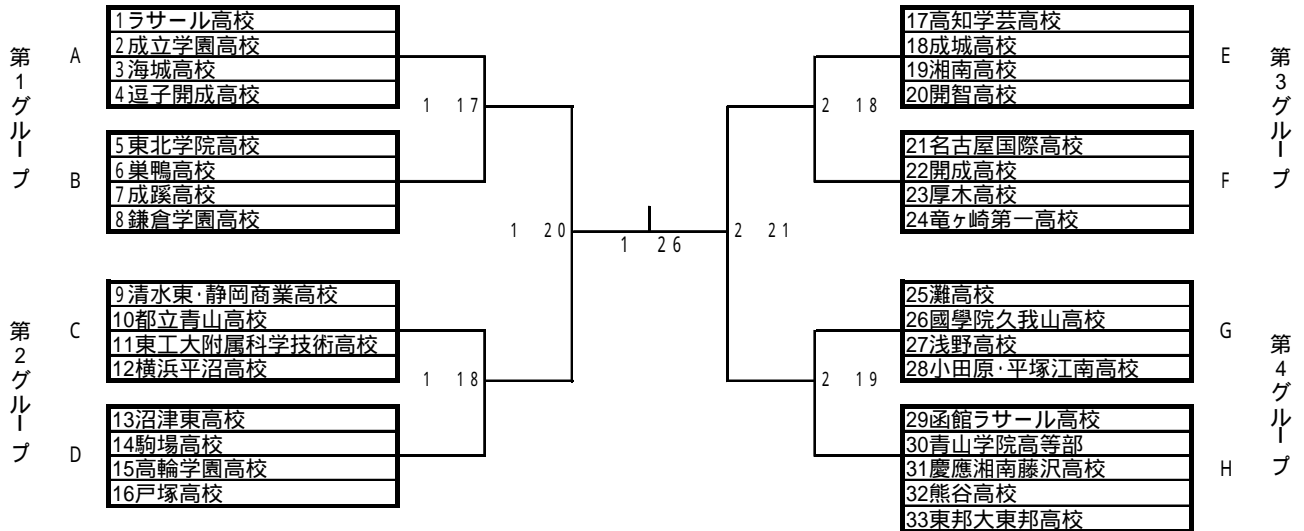 第1グループ
A
1ラサール高校
2成立学園高校
3海城高校
4逗子開成高校
B
5東北学院高校
6巣鴨高校
7成蹊高校
8鎌倉学園高校
1 17
第2グループ
C
9清水東･静岡商業高校
10都立青山高校
11東工大附属科学技術高校
12横浜平沼高校
D
13沼津東高校
14駒場高校
15高輪学園高校
16戸塚高校
1 18
1 20
1 26
2 21
17高知学芸高校
18成城高校
19湘南高校
20開智高校
E
第3グループ
2 18
21名古屋国際高校
22開成高校
23厚木高校
24竜ヶ崎第一高校
F
25灘高校
26國學院久我山高校
27浅野高校
28小田原･平塚江南高校
G
第4グループ
2 19
29函館ラサール高校
30青山学院高等部
31慶應湘南藤沢高校
32熊谷高校
33東邦大東邦高校
H